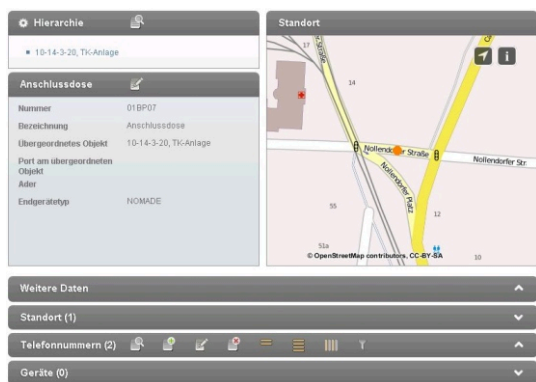 Hierarchie
10-14-3-20, TK-Anlage
Anschlussdose
Nummer 01BP07
Bezeichnung Anschlussdose
Übergeordnetes Objekt 10-14-3-20, TK-Anlage
Port am übergeordneten
Objekt
Ader
Endgerätetyp NOMADE
Standort
17
14
Nollendorfer Straße
Nollendorfer Str.
Nollendorfer Platz
55
12
51a
10
© OpenStreetMap contributors, CC-BY-SA
Weitere Daten
Standort (1)
Telefonnummern (2)
Geräte (0)